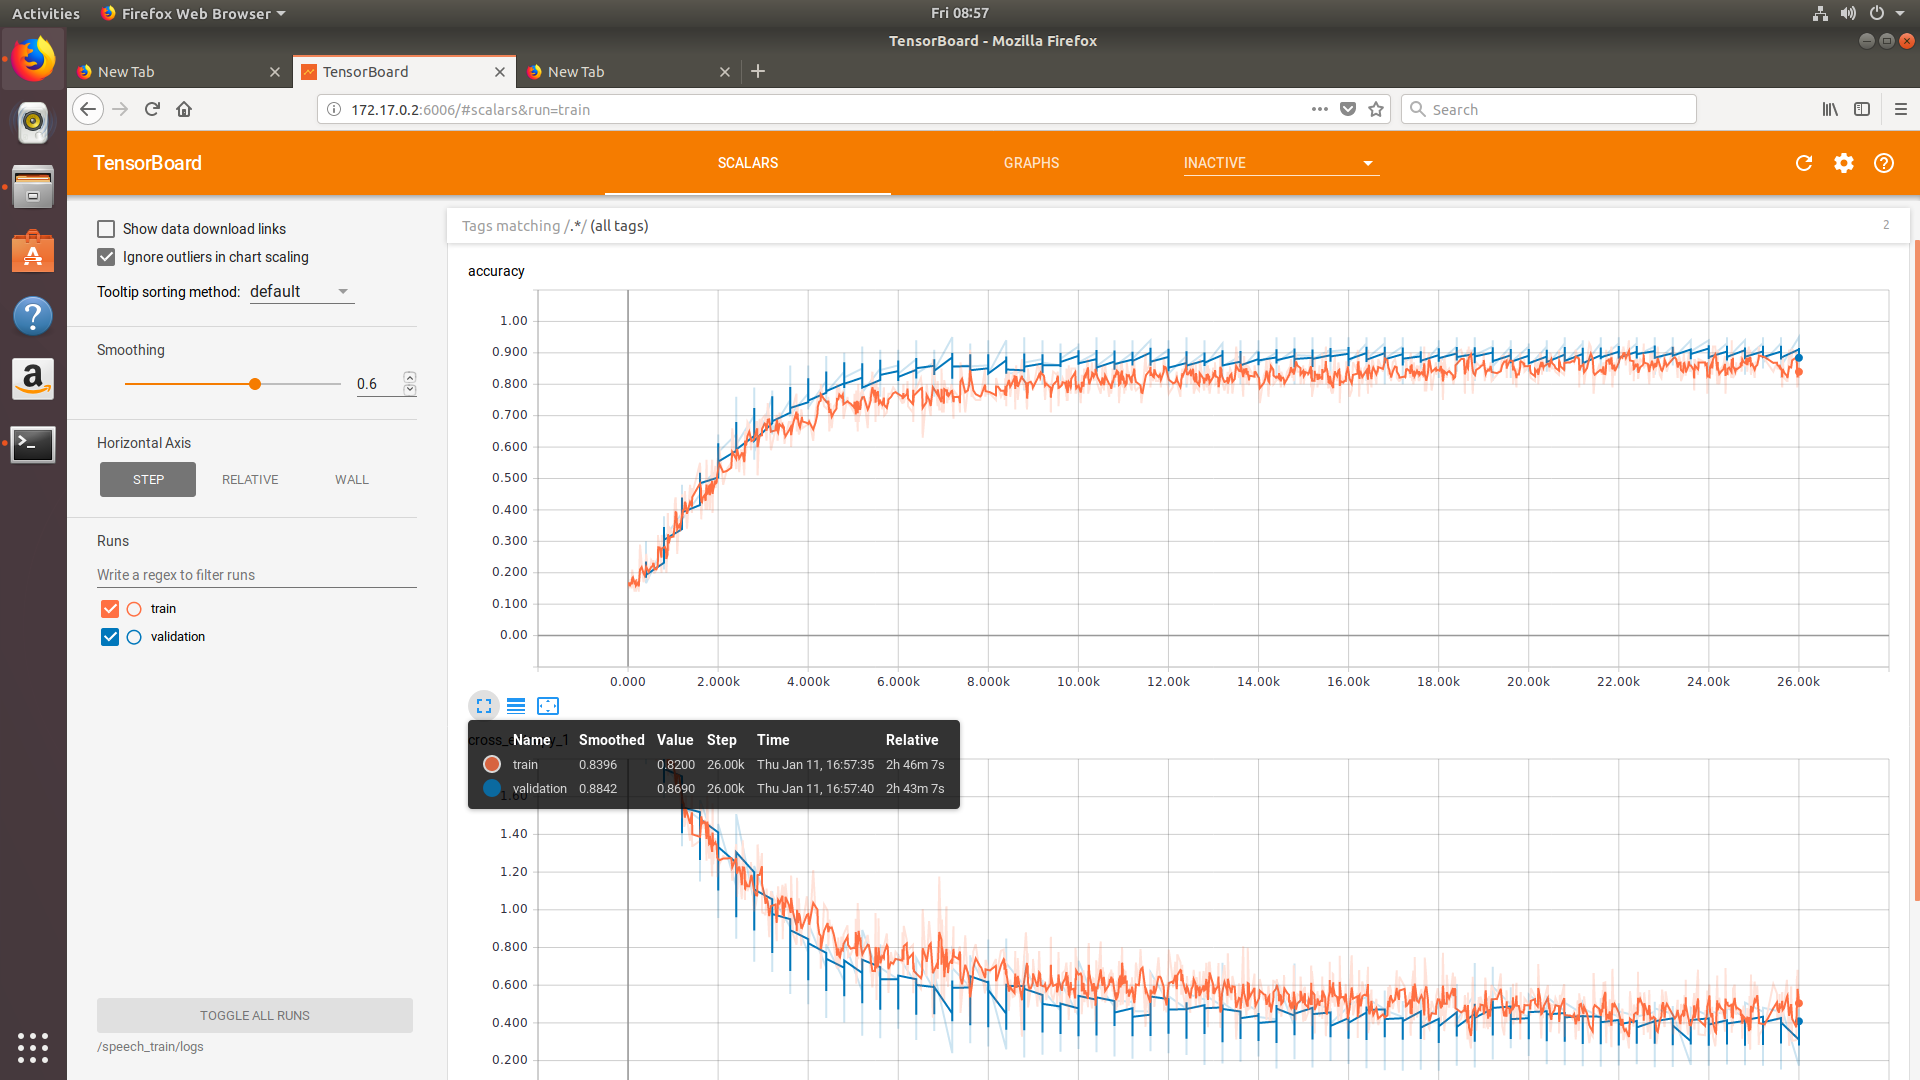 Activities Firefox Web Browser Fri 08:57
TensorBoard - Mozilla Firefox
New Tab TensorBoard New Tab
172.17.0.2:6006/#scalars&run=train Search
TensorBoard SCALARS GRAPHS INACTIVE
Show data download links
Ignore outliers in chart scaling
Tooltip sorting method: default
Smoothing
0.6
Horizontal Axis
STEP RELATIVE WALL
Runs
Write a regex to filter runs
train
validation
TOGGLE ALL RUNS
/speech_train/logs
Tags matching /.*/ (all tags) 2
accuracy
1.00
0.900
0.800
0.700
0.600
0.500
0.400
0.300
0.200
0.100
0.00
0.000 2.000k 4.000k 6.000k 8.000k 10.00k 12.00k 14.00k 16.00k 18.00k 20.00k 22.00k 24.00k 26.00k
Name Smoothed Value Step Time Relative
train 0.8396 0.8200 26.00k Thu Jan 11, 16:57:35 2h 46m 7s
validation 0.8842 0.8690 26.00k Thu Jan 11, 16:57:40 2h 43m 7s
1.60
1.40
1.20
1.00
0.800
0.600
0.400
0.200